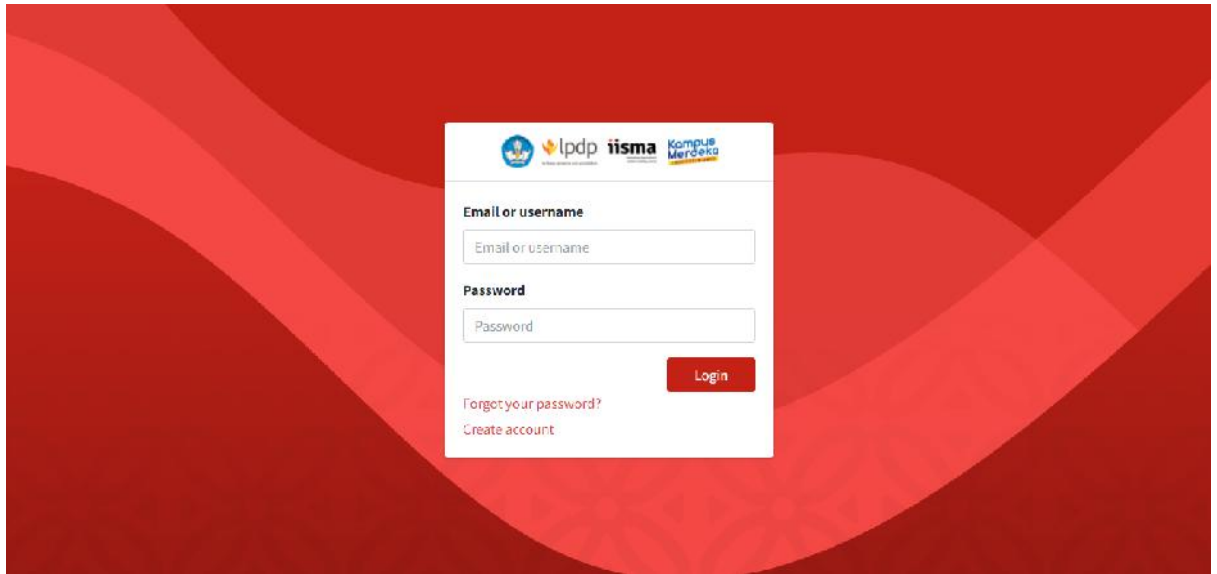 lpdp iisma Kampus Merdeka
Email or username
Email or username
Password
Password
Login
Forgot your password?
Create account